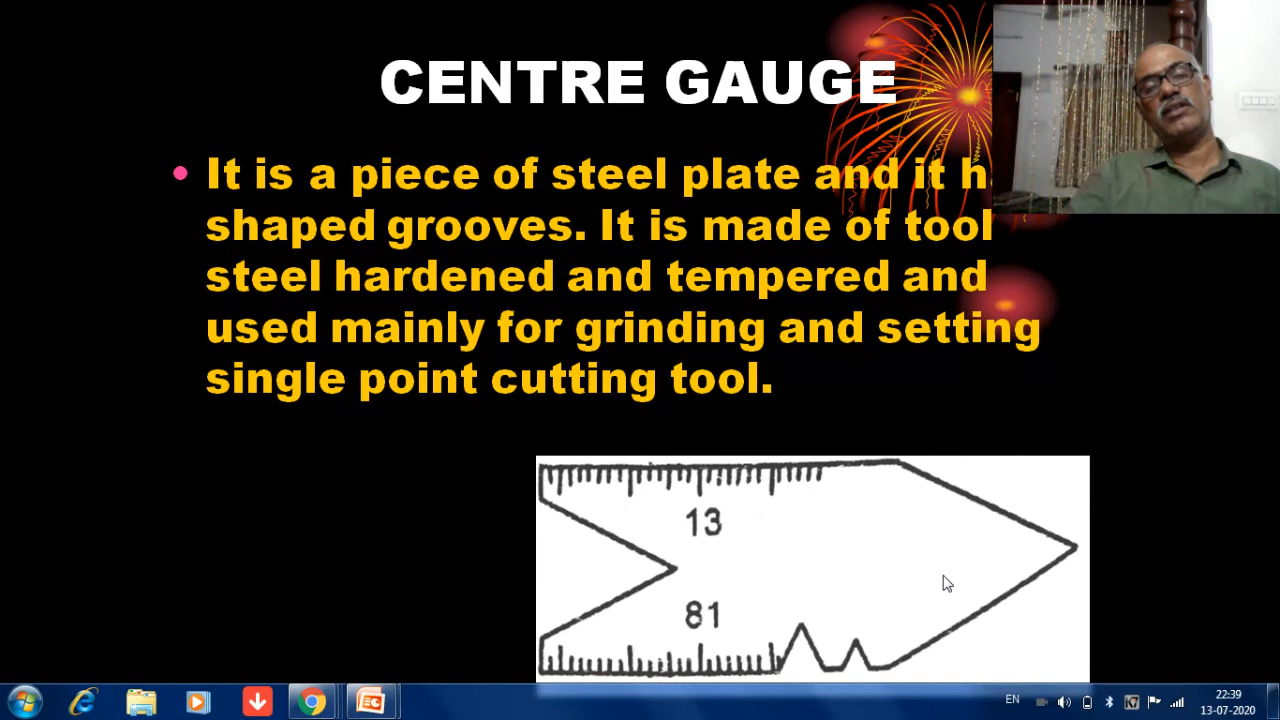 CENTRE GAUGE
• It is a piece of steel plate and it
shaped grooves. It is made of tool
steel hardened and tempered and
used mainly for grinding and setting
single point cutting tool.
13
81
EN
22:39
13-07-2020